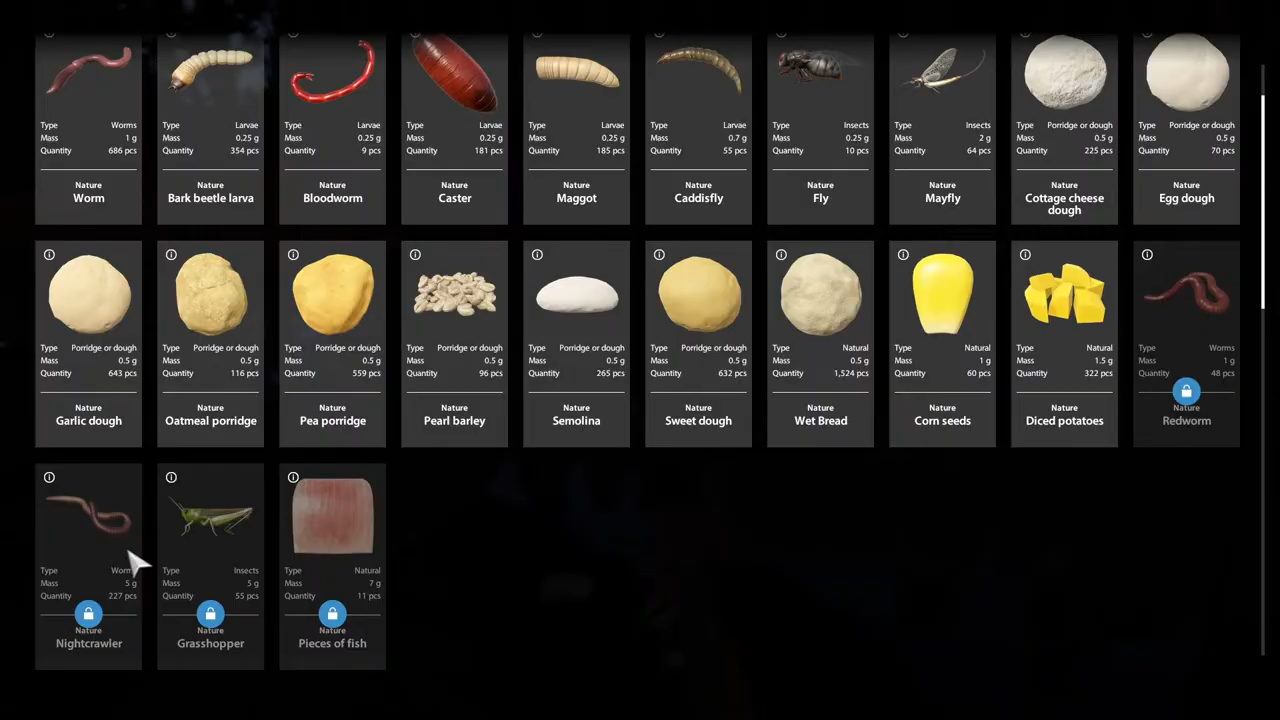 Type Worms
Mass 1 g
Quantity 686 pcs
Nature
Worm
Type Larvae
Mass 0.25 g
Quantity 354 pcs
Nature
Bark beetle larva
Type Larvae
Mass 0.25 g
Quantity 9 pcs
Nature
Bloodworm
Type Larvae
Mass 0.25 g
Quantity 181 pcs
Nature
Caster
Type Larvae
Mass 0.25 g
Quantity 185 pcs
Nature
Maggot
Type Larvae
Mass 0.7 g
Quantity 55 pcs
Nature
Caddisfly
Type Insects
Mass 0.25 g
Quantity 10 pcs
Nature
Fly
Type Insects
Mass 2 g
Quantity 64 pcs
Nature
Mayfly
Type Porridge or dough
Mass 0.5 g
Quantity 225 pcs
Nature
Cottage cheese
dough
Type Porridge or dough
Mass 0.5 g
Quantity 70 pcs
Nature
Egg dough
Type Porridge or dough
Mass 0.5 g
Quantity 643 pcs
Nature
Garlic dough
Type Porridge or dough
Mass 0.5 g
Quantity 116 pcs
Nature
Oatmeal porridge
Type Porridge or dough
Mass 0.5 g
Quantity 559 pcs
Nature
Pea porridge
Type Porridge or dough
Mass 0.5 g
Quantity 96 pcs
Nature
Pearl barley
Type Porridge or dough
Mass 0.5 g
Quantity 265 pcs
Nature
Semolina
Type Porridge or dough
Mass 0.5 g
Quantity 632 pcs
Nature
Sweet dough
Type Natural
Mass 0.5 g
Quantity 1,524 pcs
Nature
Wet Bread
Type Natural
Mass 1 g
Quantity 60 pcs
Nature
Corn seeds
Type Natural
Mass 1.5 g
Quantity 322 pcs
Nature
Diced potatoes
Type Worms
Mass 1 g
Quantity 48 pcs
Nature
Redworm
Type Worms
Mass 5 g
Quantity 227 pcs
Nature
Nightcrawler
Type Insects
Mass 5 g
Quantity 55 pcs
Nature
Grasshopper
Type Natural
Mass 7 g
Quantity 11 pcs
Nature
Pieces of fish